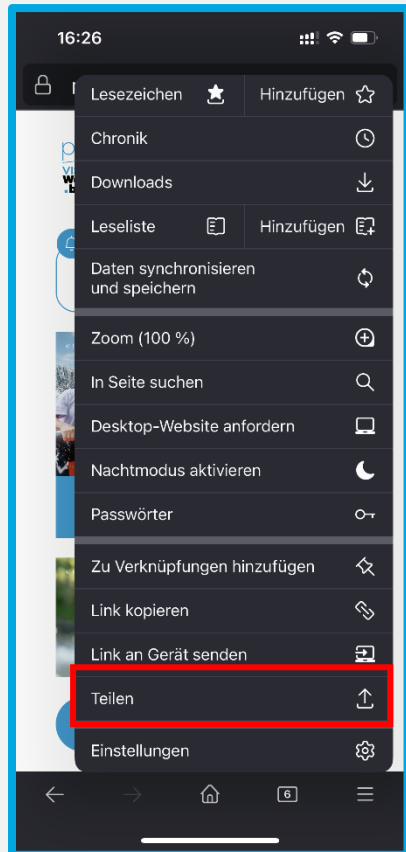 16:26
Lesezeichen Hinzufügen
Chronik
Downloads
Leseliste Hinzufügen
Daten synchronisieren
und speichern
Zoom (100 %)
In Seite suchen
Desktop-Website anfordern
Nachtmodus aktivieren
Passwörter
Zu Verknüpfungen hinzufügen
Link kopieren
Link an Gerät senden
Teilen
Einstellungen
6